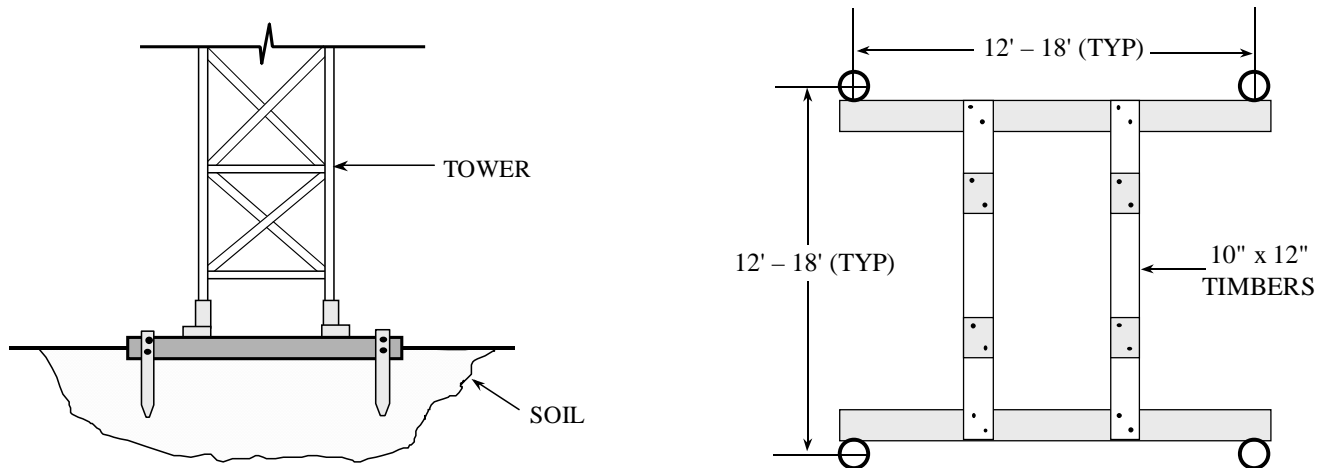 TOWER
SOIL
12' – 18' (TYP)
12' – 18' (TYP)
10" x 12"
TIMBERS